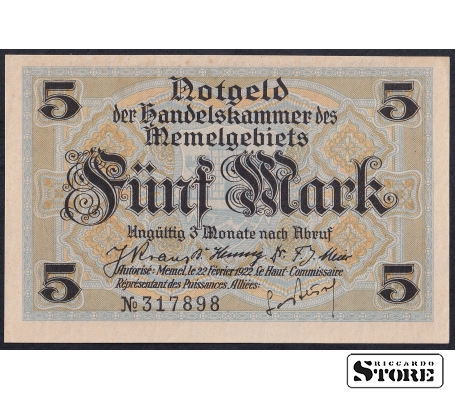 5 Notgeld 5
der Handelskammer des
Memelgebiets
Fünf Mark
Ungültig 3 Monate nach Abruf
Autorisé: Memel, le 22 Février 1922 le Haut-Commissaire
Représentant des Puissances Alliées:
5 № 317898 5
RICCARDO
STORE